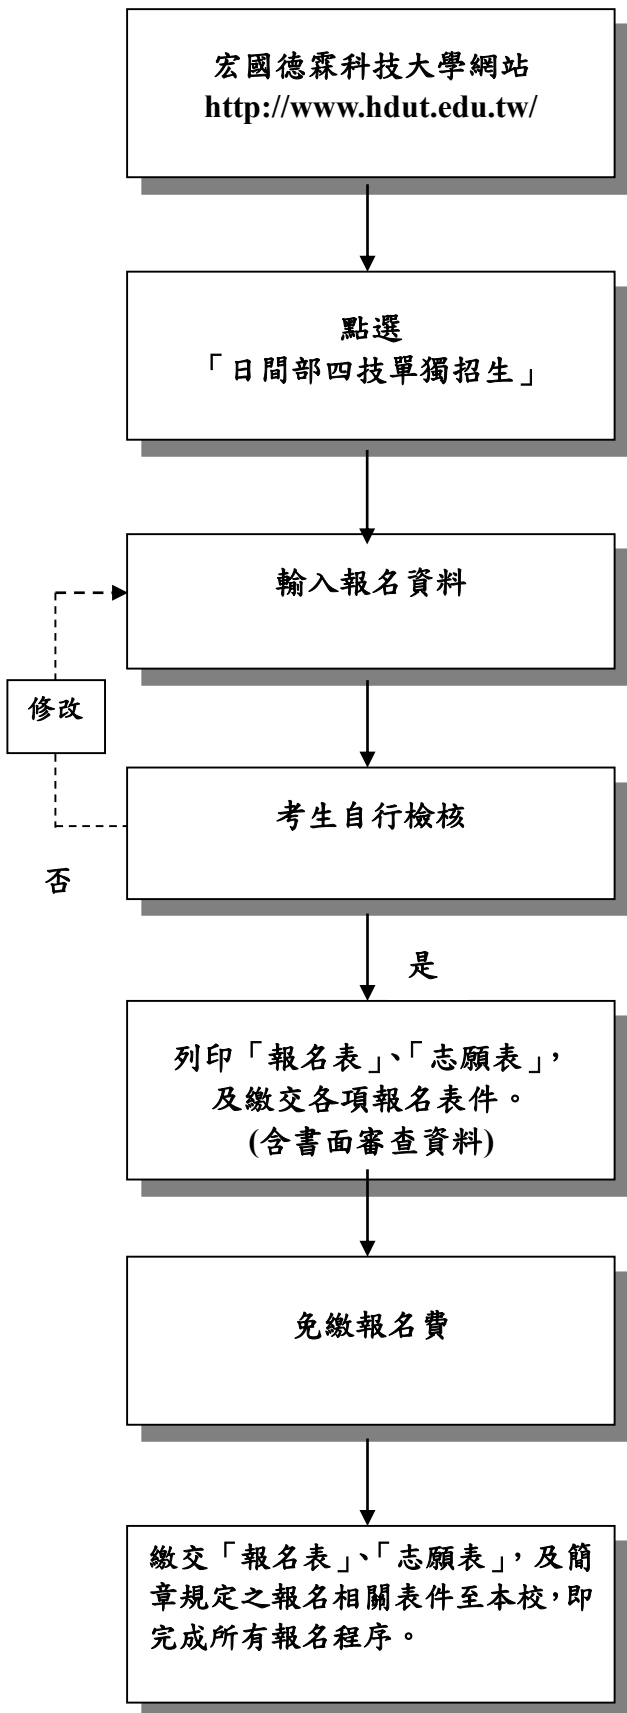 宏國德霖科技大學網站
http://www.hdut.edu.tw/
點選
「日間部四技單獨招生」
輸入報名資料
修改
考生自行檢核
否
是
列印「報名表」、「志願表」，
及繳交各項報名表件。
(含書面審查資料)
免繳報名費
繳交「報名表」、「志願表」，及簡
章規定之報名相關表件至本校，即
完成所有報名程序。